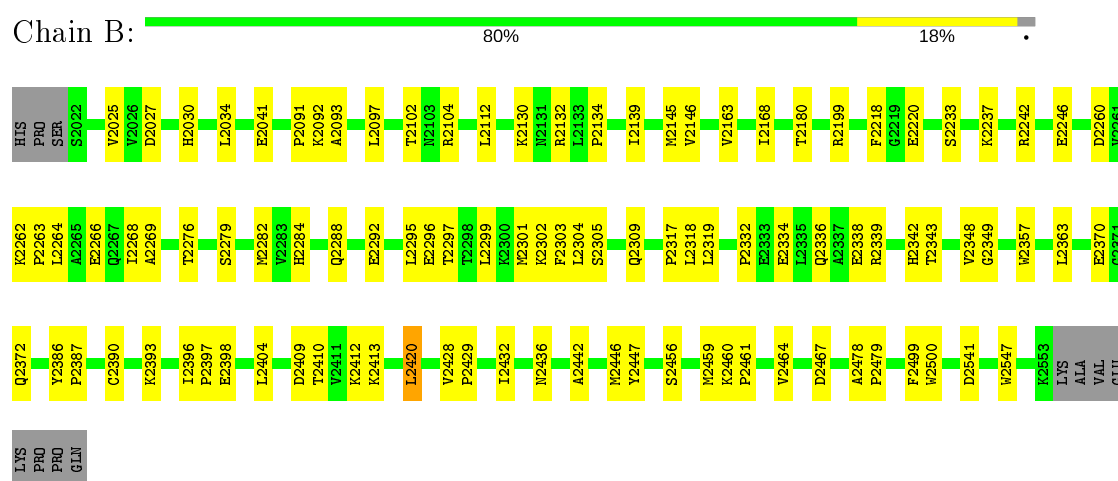 Chain B:
80% 18% •
HIS PRO SER S2022 V2025 V2026 D2027 H2030 L2034 E2041 P2091 K2092 A2093 L2097 T2102 N2103 R2104 L2112 K2130 N2131 R2132 L2133 P2134 I2139 M2145 V2146 V2163 I2168 T2180 R2199 F2218 G2219 E2220 S2233 K2237 R2242 E2246 D2260 V2261
K2262 P2263 L2264 A2265 E2266 Q2267 I2268 A2269 T2276 S2279 M2282 V2283 H2284 Q2288 E2292 L2295 E2296 T2297 T2298 L2299 K2300 M2301 K2302 F2303 L2304 S2305 Q2309 P2317 L2318 L2319 P2332 E2333 E2334 L2335 Q2336 A2337 E2338 R2339 H2342 T2343 V2348 G2349 W2357 L2363 E2370 G2371
Q2372 Y2386 P2387 C2390 K2393 I2396 P2397 E2398 L2404 D2409 T2410 V2411 K2412 K2413 L2420 V2428 P2429 I2432 N2436 A2442 M2446 Y2447 S2456 M2459 K2460 P2461 V2464 D2467 A2478 P2479 F2499 W2500 D2541 W2547 K2553 LYS ALA VAL GLU
LYS PRO PRO GLN